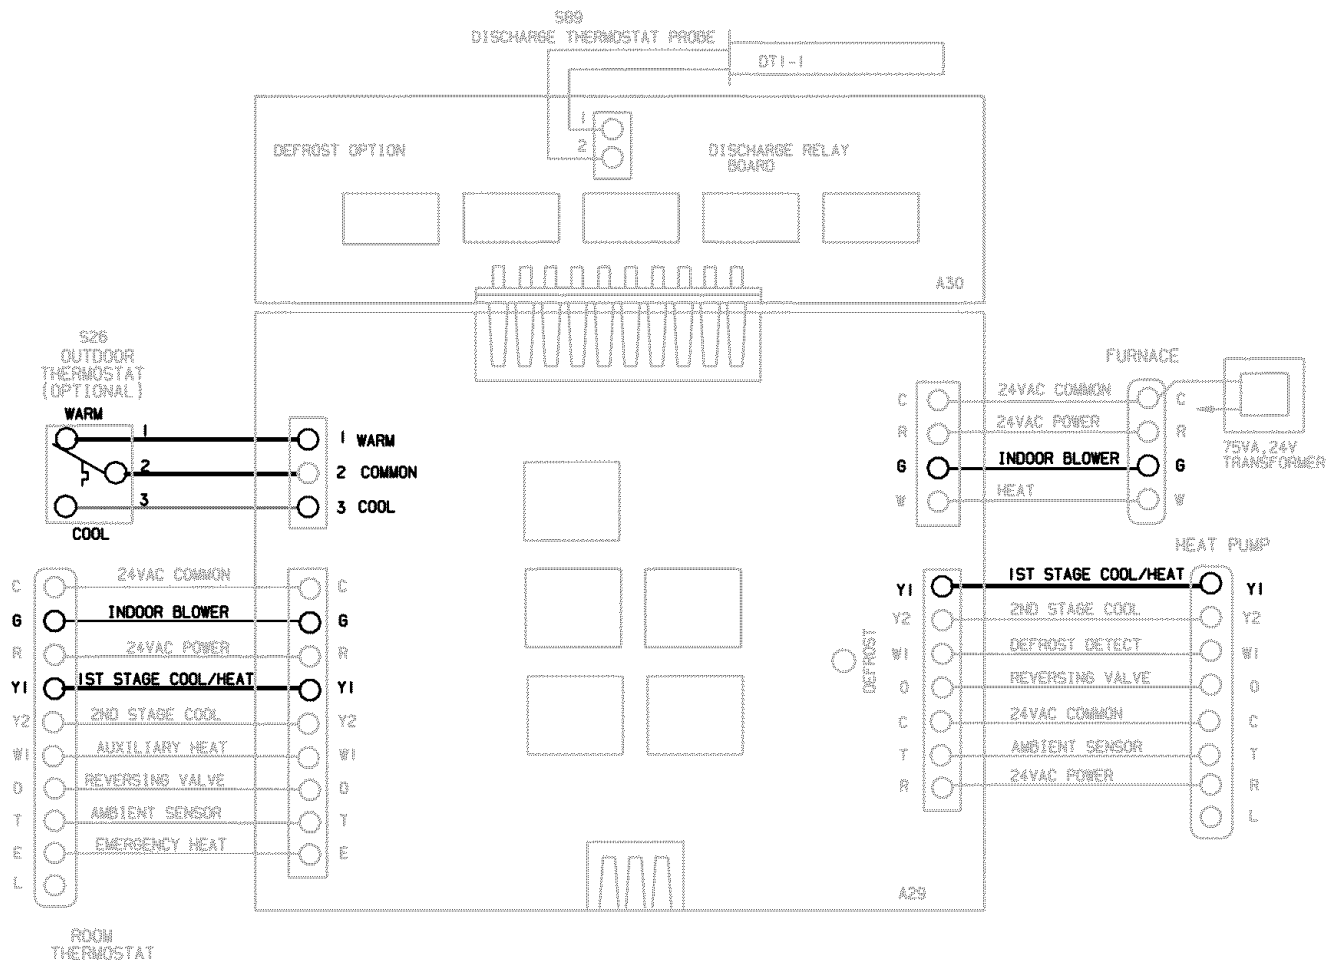 S89
DISCHARGE THERMOSTAT PROBE
DT1-1
1
2
DEFROST OPTION
DISCHARGE RELAY
BOARD
A30
S26
OUTDOOR
THERMOSTAT
(OPTIONAL)
WARM
1
2
3
COOL
1 WARM
2 COMMON
3 COOL
FURNACE
C 24VAC COMMON C
R 24VAC POWER R
G INDOOR BLOWER G
W HEAT W
75VA,24V
TRANSFORMER
HEAT PUMP
C 24VAC COMMON C
G INDOOR BLOWER G
R 24VAC POWER R
Y1 1ST STAGE COOL/HEAT Y1
Y2 2ND STAGE COOL Y2
W1 AUXILIARY HEAT W1
O REVERSING VALVE O
T AMBIENT SENSOR T
E EMERGENCY HEAT E
L
ROOM
THERMOSTAT
DEFROST
Y1 1ST STAGE COOL/HEAT Y1
Y2 2ND STAGE COOL Y2
W1 DEFROST DETECT W1
O REVERSING VALVE O
C 24VAC COMMON C
T AMBIENT SENSOR T
R 24VAC POWER R
L
A29